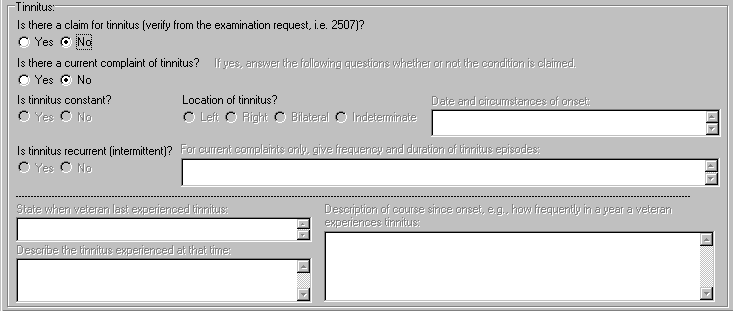 Tinnitus:
Is there a claim for tinnitus (verify from the examination request, i.e. 2507)?
Yes No
Is there a current complaint of tinnitus? If yes, answer the following questions whether or not the condition is claimed.
Yes No
Is tinnitus constant? Location of tinnitus? Date and circumstances of onset:
Yes No Left Right Bilateral Indeterminate
Is tinnitus recurrent (intermittent)? For current complaints only, give frequency and duration of tinnitus episodes:
Yes No
State when veteran last experienced tinnitus:
Describe the tinnitus experienced at that time:
Description of course since onset, e.g., how frequently in a year a veteran
experiences tinnitus: